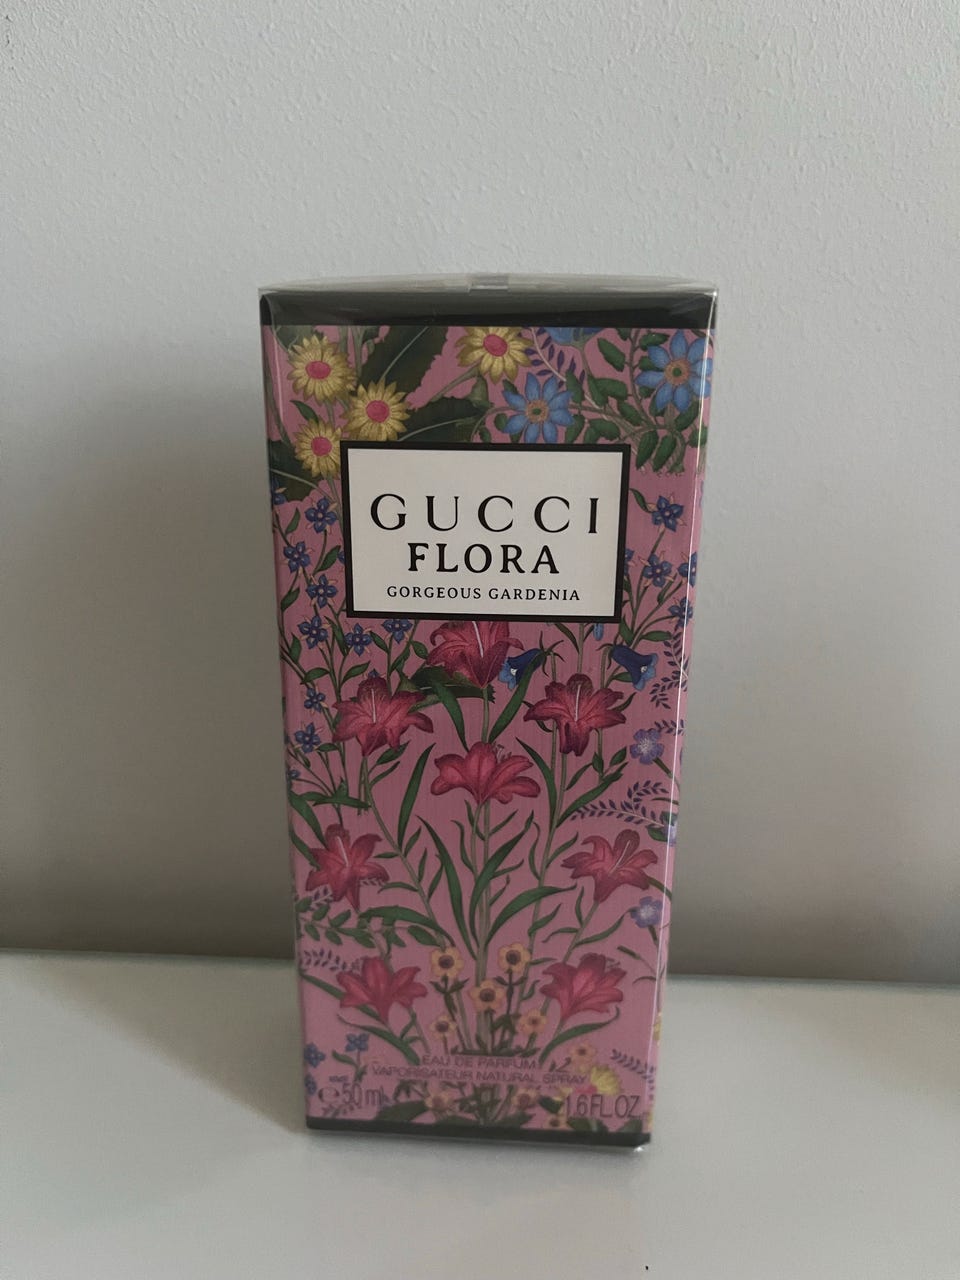 GUCCI
FLORA
GORGEOUS GARDENIA
EAU DE PARFUM
VAPORISATEUR NATURAL SPRAY
℮50 ml 1.6 FL.OZ.